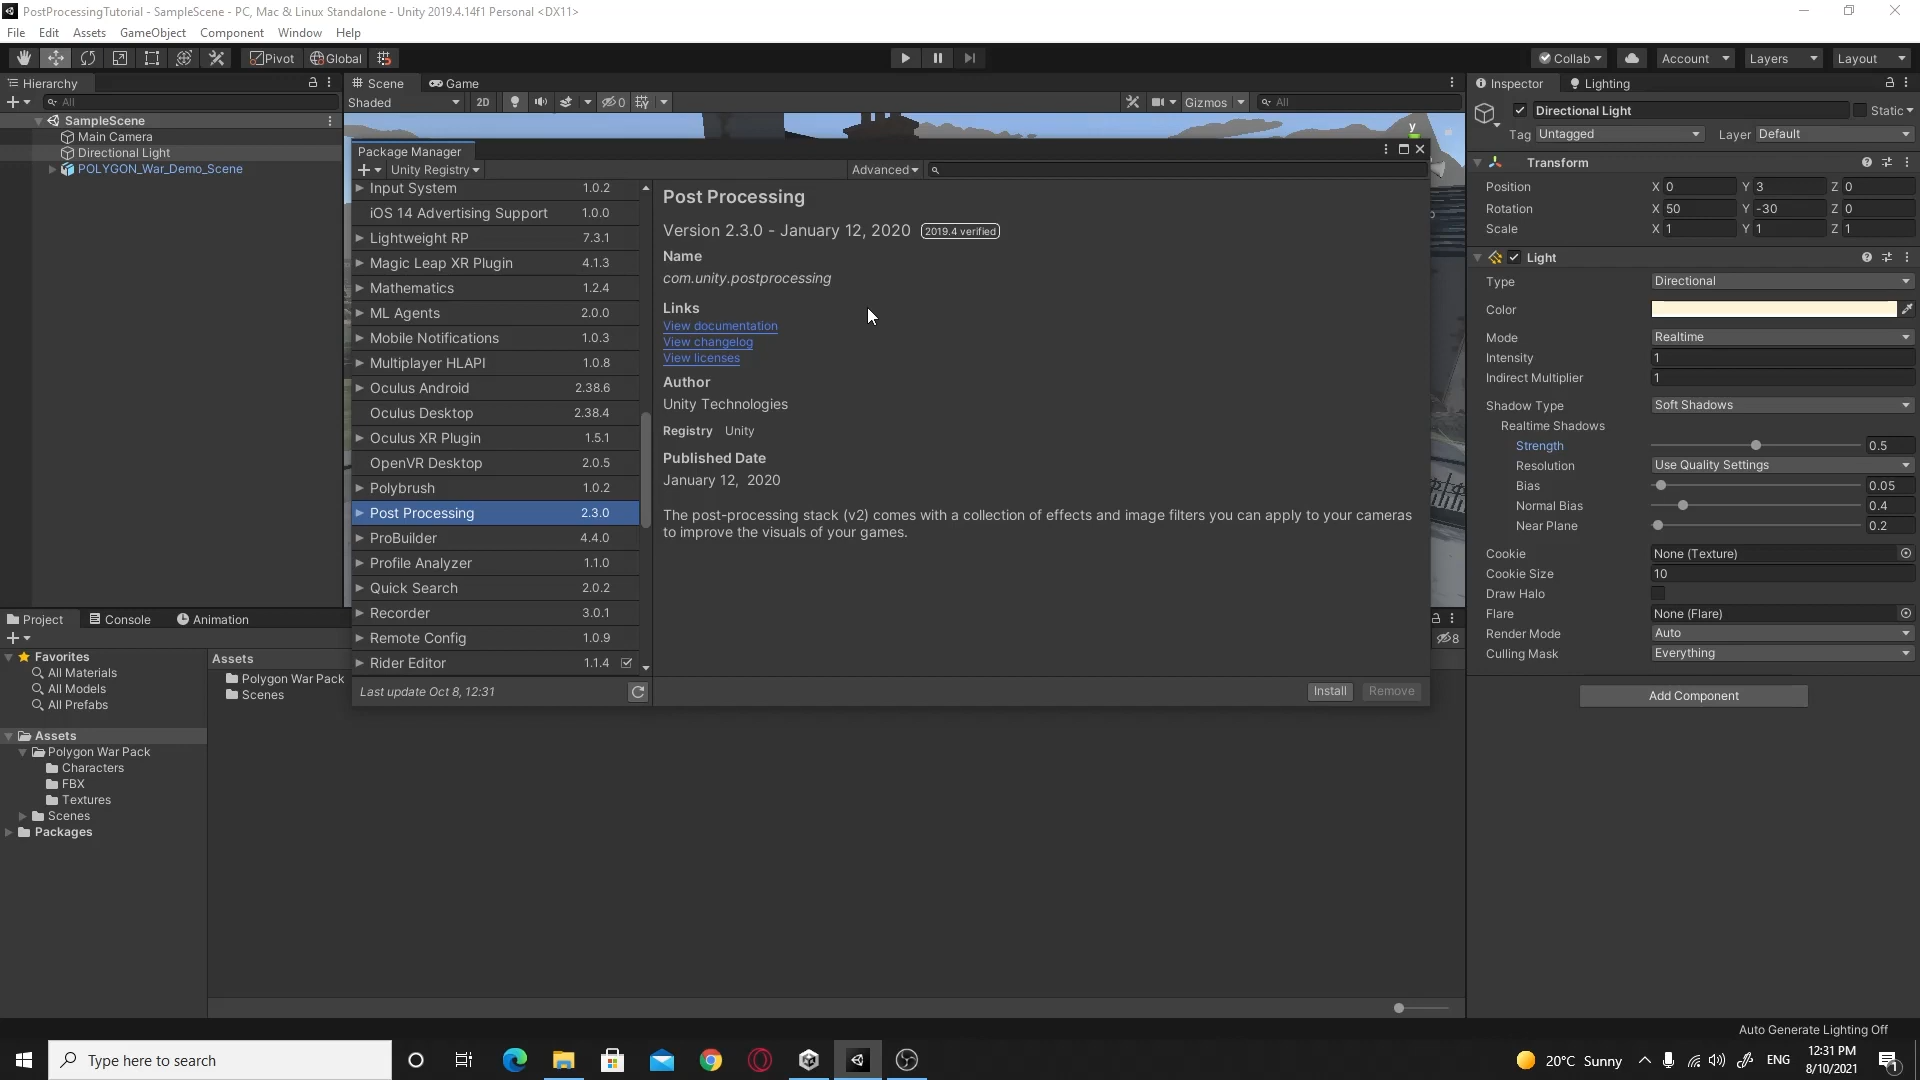 PostProcessingTutorial - SampleScene - PC, Mac & Linux Standalone - Unity 2019.4.14f1 Personal <DX11>
File Edit Assets GameObject Component Window Help
Pivot Global Collab Account Layers Layout
Hierarchy
All
SampleScene
Main Camera
Directional Light
POLYGON_War_Demo_Scene
Scene Game
Shaded 2D 0 Gizmos All
y
Package Manager
Unity Registry Advanced
Input System 1.0.2
iOS 14 Advertising Support 1.0.0
Lightweight RP 7.3.1
Magic Leap XR Plugin 4.1.3
Mathematics 1.2.4
ML Agents 2.0.0
Mobile Notifications 1.0.3
Multiplayer HLAPI 1.0.8
Oculus Android 2.38.6
Oculus Desktop 2.38.4
Oculus XR Plugin 1.5.1
OpenVR Desktop 2.0.5
Polybrush 1.0.2
Post Processing 2.3.0
ProBuilder 4.4.0
Profile Analyzer 1.1.0
Quick Search 2.0.2
Recorder 3.0.1
Remote Config 1.0.9
Rider Editor 1.1.4
Last update Oct 8, 12:31
Post Processing
Version 2.3.0 - January 12, 2020 2019.4 verified
Name
com.unity.postprocessing
Links
View documentation
View changelog
View licenses
Author
Unity Technologies
Registry Unity
Published Date
January 12, 2020
The post-processing stack (v2) comes with a collection of effects and image filters you can apply to your cameras
to improve the visuals of your games.
Install Remove
Inspector Lighting
Directional Light Static
Tag Untagged Layer Default
Transform
Position X 0 Y 3 Z 0
Rotation X 50 Y -30 Z 0
Scale X 1 Y 1 Z 1
Light
Type Directional
Color
Mode Realtime
Intensity 1
Indirect Multiplier 1
Shadow Type Soft Shadows
Realtime Shadows
Strength 0.5
Resolution Use Quality Settings
Bias 0.05
Normal Bias 0.4
Near Plane 0.2
Cookie None (Texture)
Cookie Size 10
Draw Halo
Flare None (Flare)
Render Mode Auto
Culling Mask Everything
Add Component
Project Console Animation
8
Favorites
All Materials
All Models
All Prefabs
Assets
Polygon War Pack
Characters
FBX
Textures
Scenes
Packages
Assets
Polygon War Pack
Scenes
Auto Generate Lighting Off
Type here to search
20°C Sunny ENG
12:31 PM
8/10/2021
1